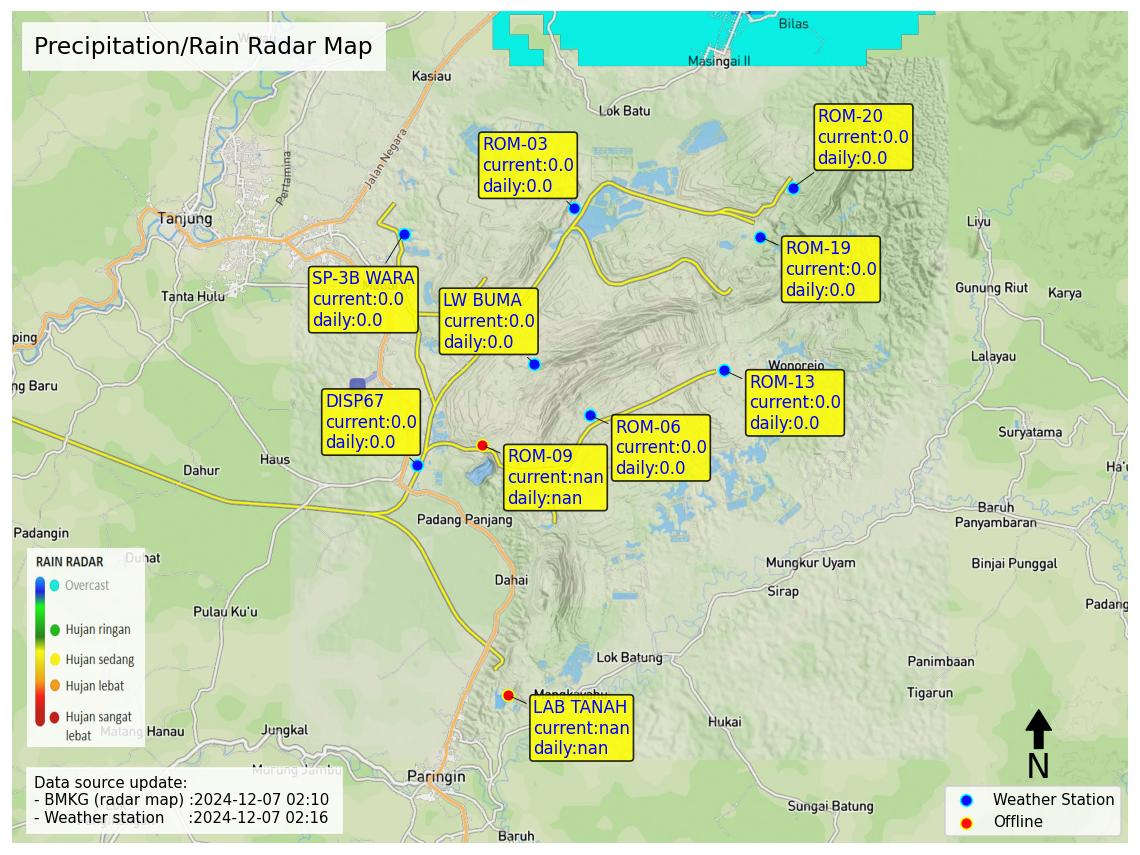 Precipitation/Rain Radar Map
Bilas
Masingai II
Kasiau
Lok Batu
ROM-20
current:0.0
daily:0.0
ROM-03
current:0.0
daily:0.0
Jalan Negara
Pertamina
Tanjung
Liyu
ROM-19
current:0.0
daily:0.0
SP-3B WARA
current:0.0
daily:0.0
LW BUMA
current:0.0
daily:0.0
Tanta Hulu
Gunung Riut
Karya
ping
Lalayau
Wonorejo
ng Baru
ROM-13
current:0.0
daily:0.0
DISP67
current:0.0
daily:0.0
ROM-06
current:0.0
daily:0.0
Suryatama
ROM-09
current:nan
daily:nan
Haus
Dahur
Ha'u
Padang Panjang
Baruh
Panyambaran
Padangin
Duhat
Mungkur Uyam
Binjai Punggal
Dahai
Sirap
Padang
Pulau Ku'u
RAIN RADAR
Overcast
Hujan ringan
Hujan sedang
Hujan lebat
Hujan sangat
lebat
Lok Batung
Panimbaan
Tigarun
Mangkayahu
LAB TANAH
current:nan
daily:nan
Hukai
Matang Hanau
Jungkal
Murung Jambu
Paringin
N
Data source update:
- BMKG (radar map) :2024-12-07 02:10
- Weather station :2024-12-07 02:16
Sungai Batung
Baruh
Weather Station
Offline